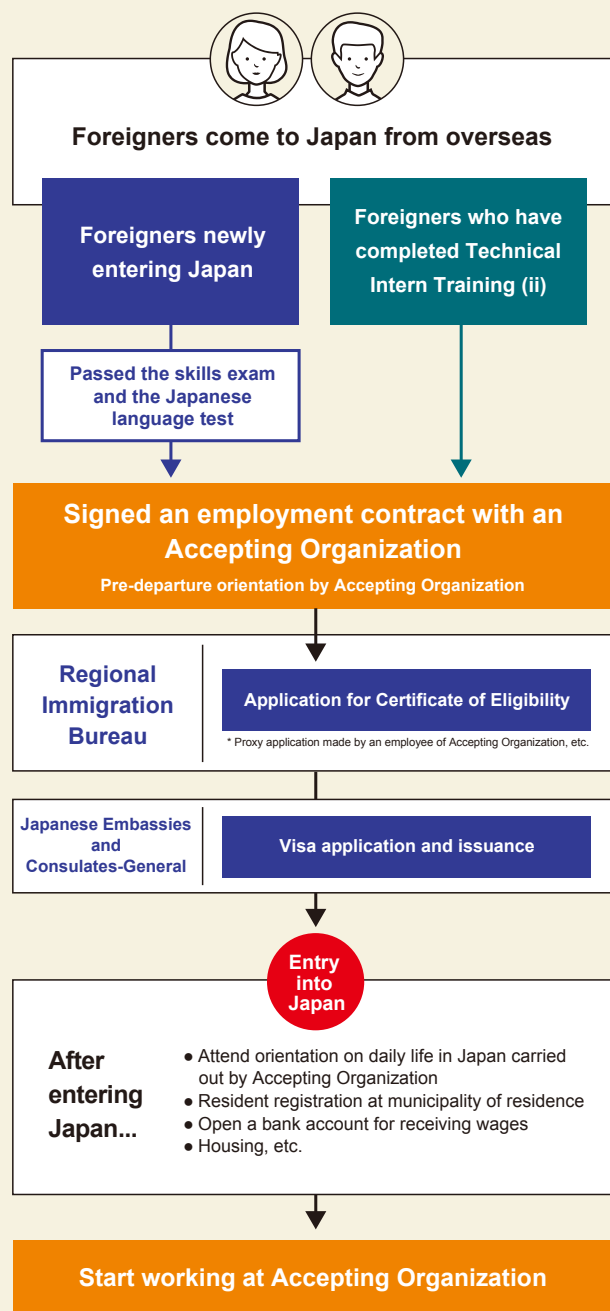 Foreigners come to Japan from overseas
Foreigners newly
entering Japan
Foreigners who have
completed Technical
Intern Training (ii)
Passed the skills exam
and the Japanese
language test
Signed an employment contract with an
Accepting Organization
Pre-departure orientation by Accepting Organization
Regional
Immigration
Bureau
Application for Certificate of Eligibility
* Proxy application made by an employee of Accepting Organization, etc.
Japanese Embassies
and
Consulates-General
Visa application and issuance
Entry
into
Japan
After
entering
Japan...
● Attend orientation on daily life in Japan carried
out by Accepting Organization
● Resident registration at municipality of residence
● Open a bank account for receiving wages
● Housing, etc.
Start working at Accepting Organization